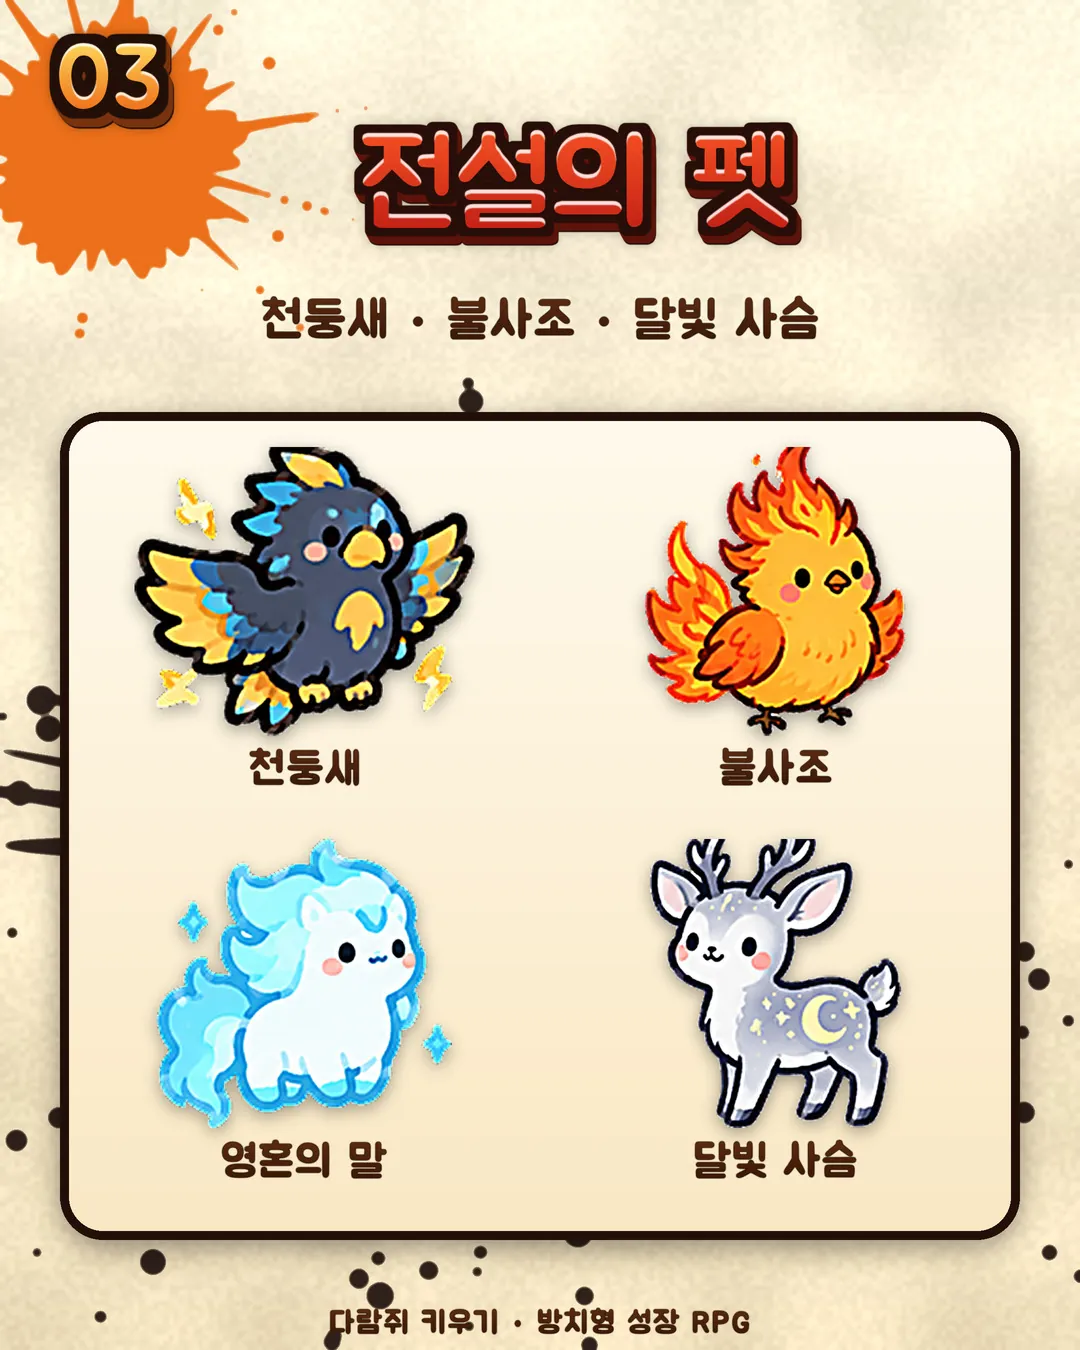 03
전설의 펫
천둥새 · 불사조 · 달빛 사슴
천둥새
불사조
영혼의 말
달빛 사슴
다람쥐 키우기 · 방치형 성장 RPG